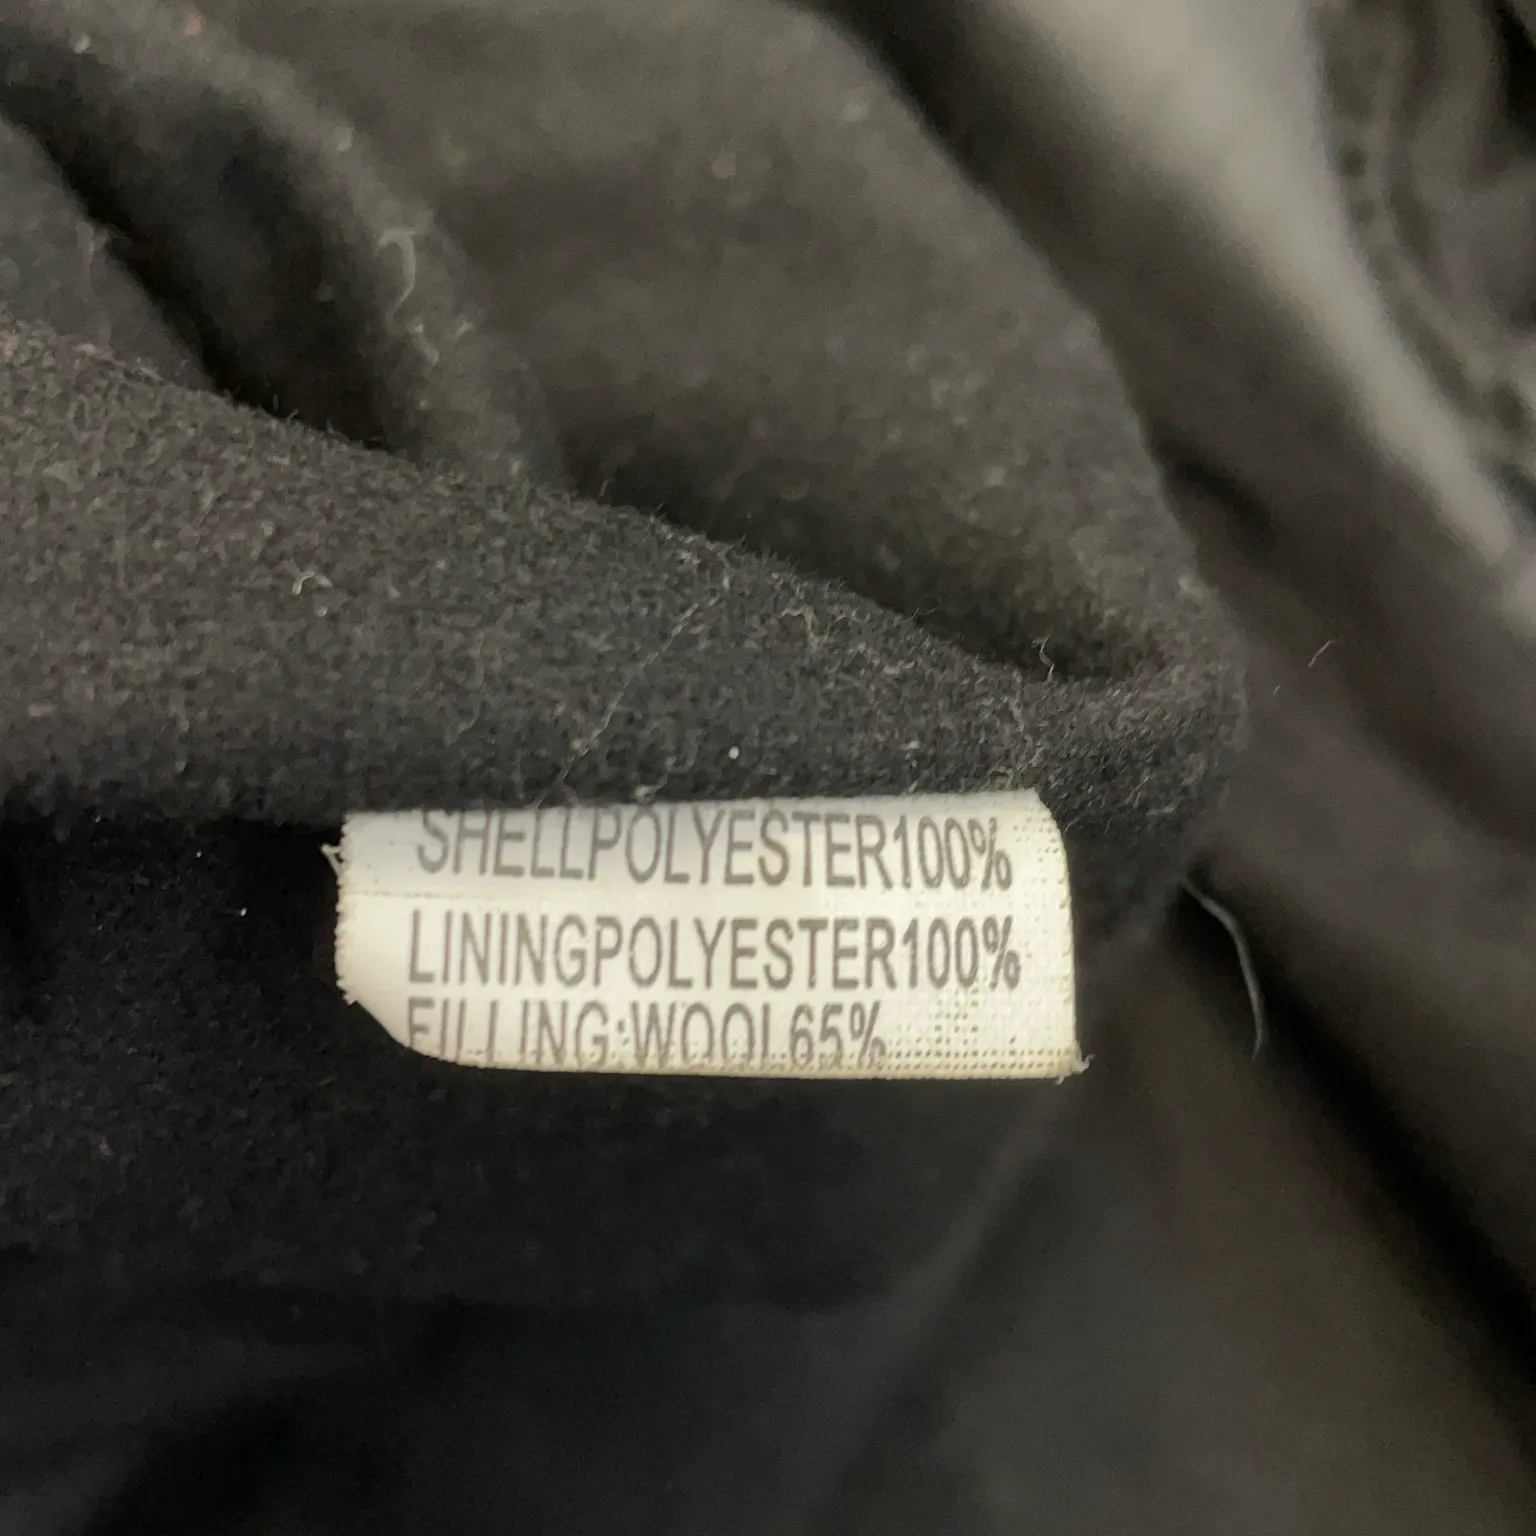 SHELLPOLYESTER100%
LININGPOLYESTER100%
FILLING:WOOL65%